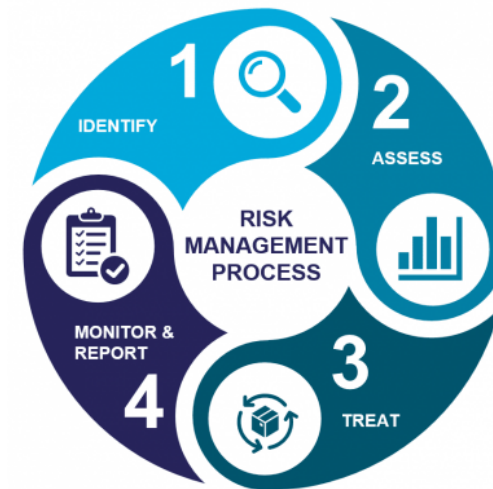 RISK
MANAGEMENT
PROCESS
1
IDENTIFY
2
ASSESS
3
TREAT
MONITOR &
REPORT
4